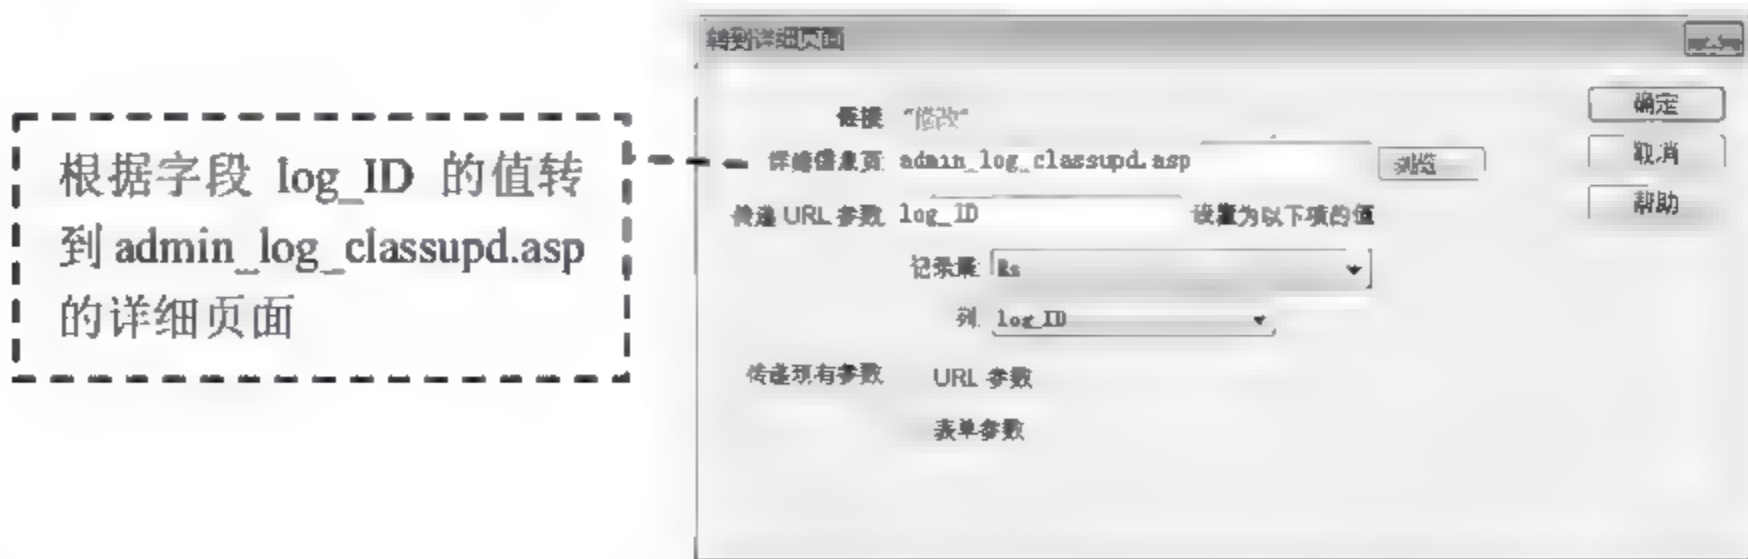 根据字段 log_ID 的值转
到 admin_log_classupd.asp
的详细页面
转到详细页面
链接 "修改"
详细信息页 admin_log_classupd.asp 浏览
传递 URL 参数 log_ID 设置为以下项的值
记录集 Rs
列 log_ID
传递现有参数 URL 参数
表单参数
确定
取消
帮助